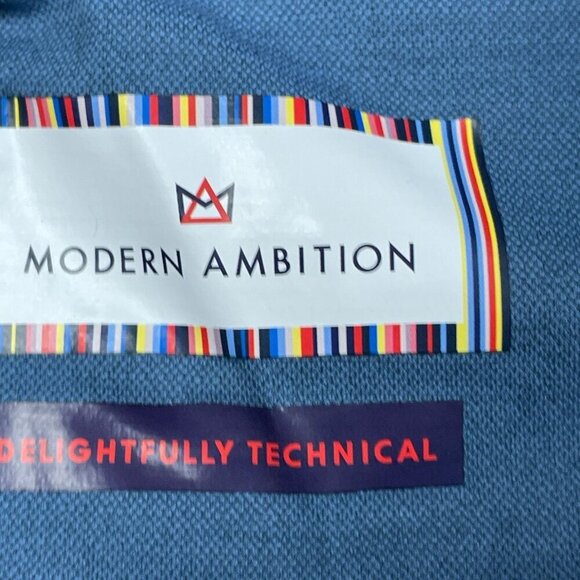 MODERN AMBITION
DELIGHTFULLY TECHNICAL